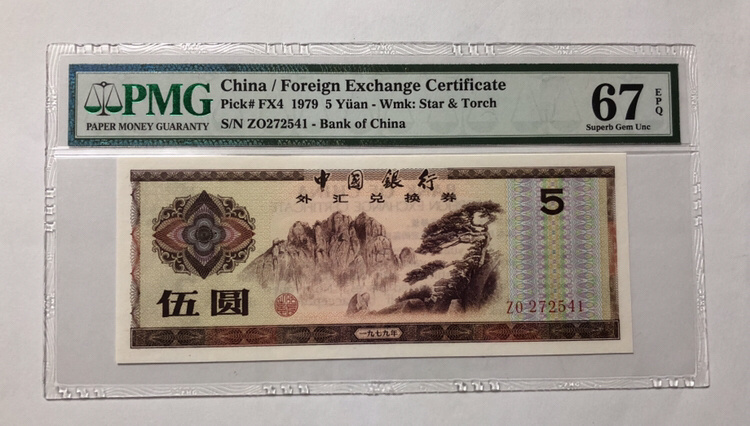 PMG
PAPER MONEY GUARANTY
China / Foreign Exchange Certificate
Pick# FX4 1979 5 Yüan - Wmk: Star & Torch
S/N ZO272541 - Bank of China
67 EPQ
Superb Gem Unc
中國銀行
外汇兑换券
5
伍圆
ZO 272541
一九七九年